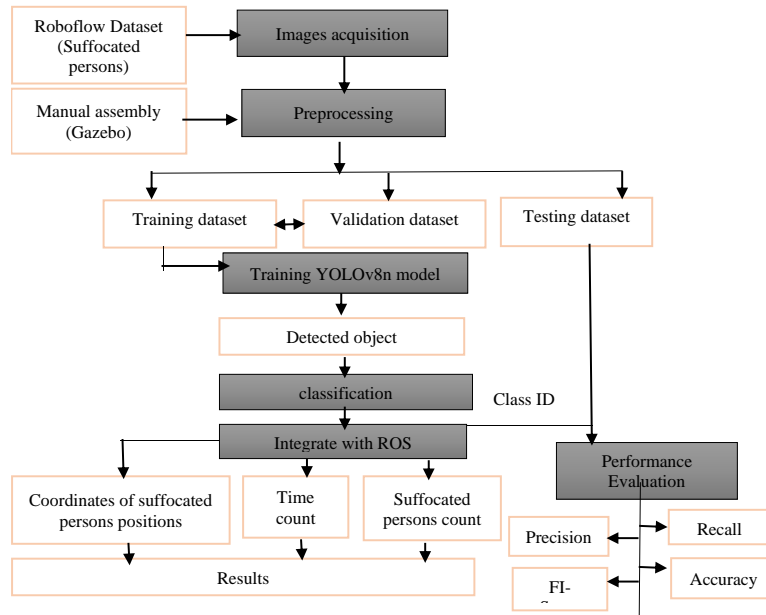 Roboflow Dataset
(Suffocated
persons)
Images acquisition
Manual assembly
(Gazebo)
Preprocessing
Training dataset
Validation dataset
Testing dataset
Training YOLOv8n model
Detected object
classification
Class ID
Integrate with ROS
Performance
Evaluation
Coordinates of suffocated
persons positions
Time
count
Suffocated
persons count
Precision
Recall
Results
FI-
Accuracy